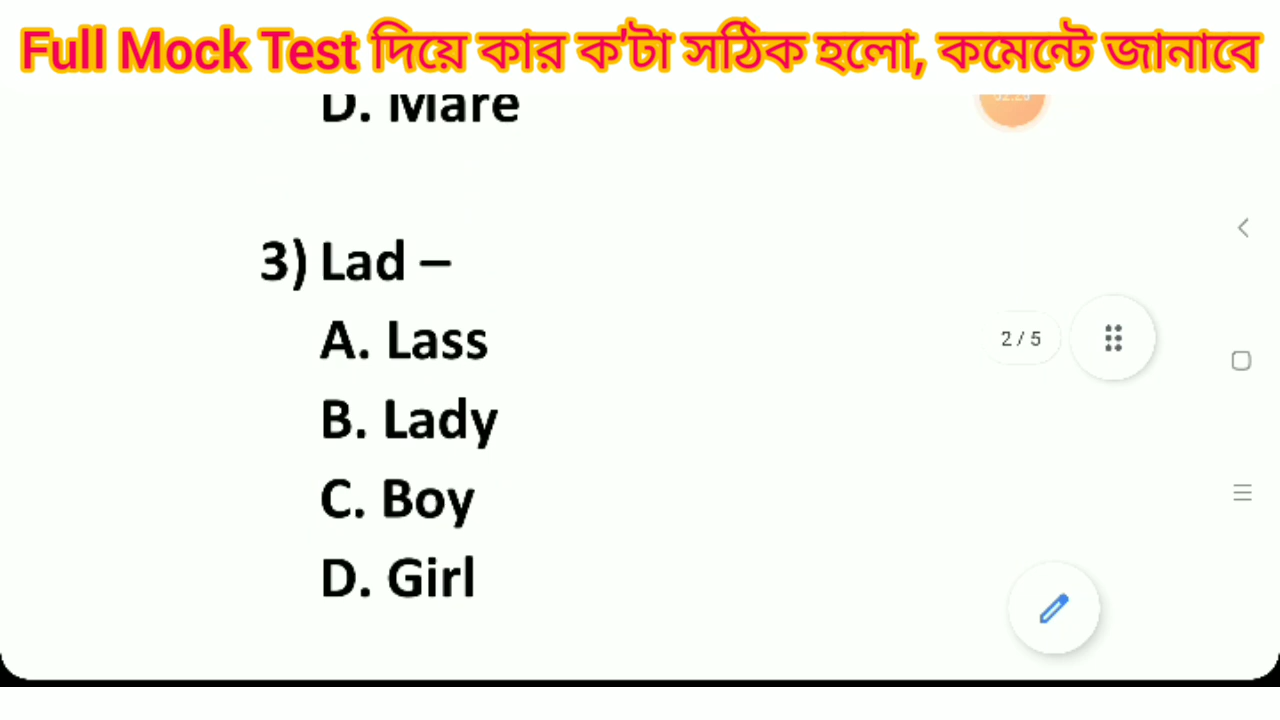 Full Mock Test দিয়ে কার ক'টা সঠিক হলো, কমেন্টে জানাবে
D. Mare
3) Lad –
A. Lass
2 / 5
B. Lady
C. Boy
D. Girl